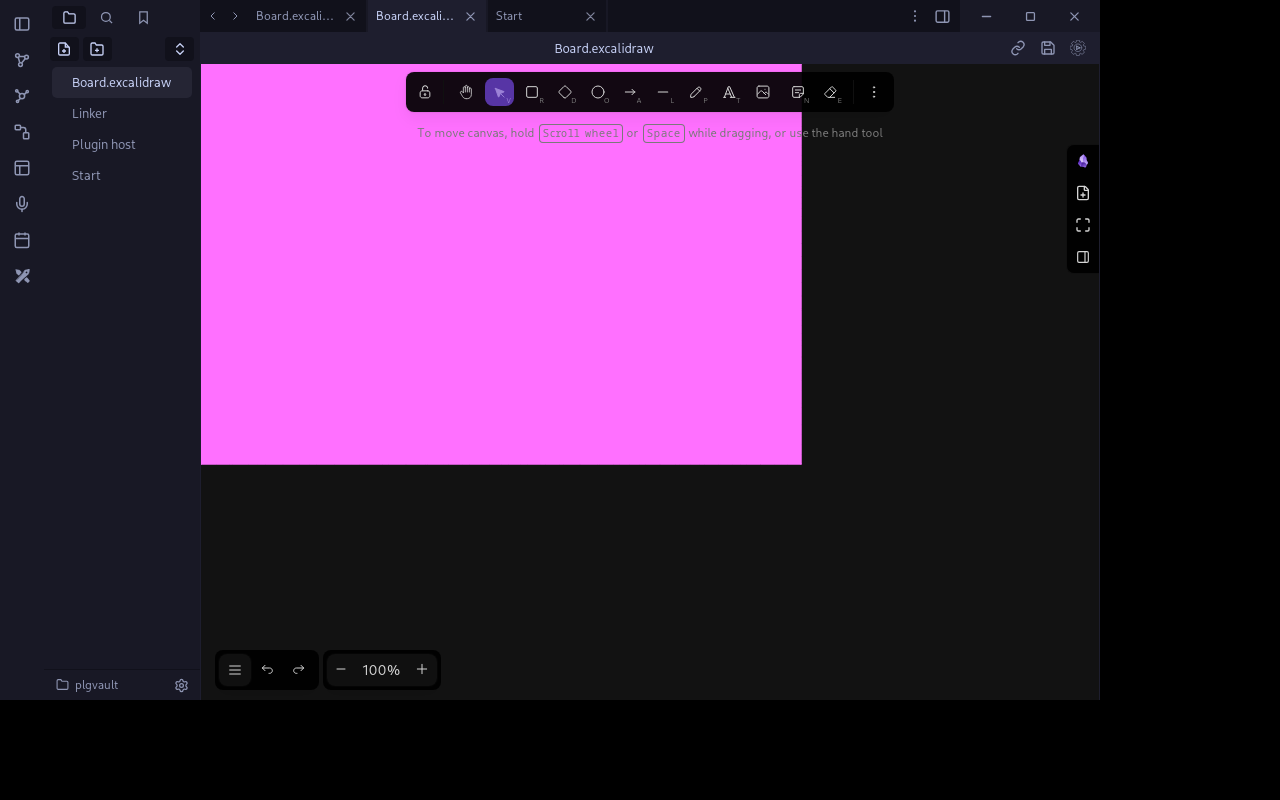 Board.excali...
Board.excali...
Start
Board.excalidraw
Board.excalidraw
Linker
Plugin host
Start
V
R
D
O
A
L
P
T
N
E
To move canvas, hold Scroll wheel or Space while dragging, or use the hand tool
100%
plgvault